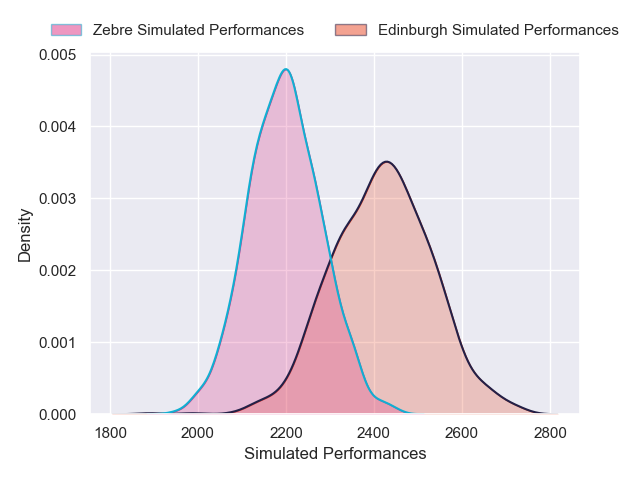 Zebre Simulated Performances Edinburgh Simulated Performances
0.005
0.004
0.003
0.002
0.001
0.000
Density
1800 2000 2200 2400 2600 2800
Simulated Performances